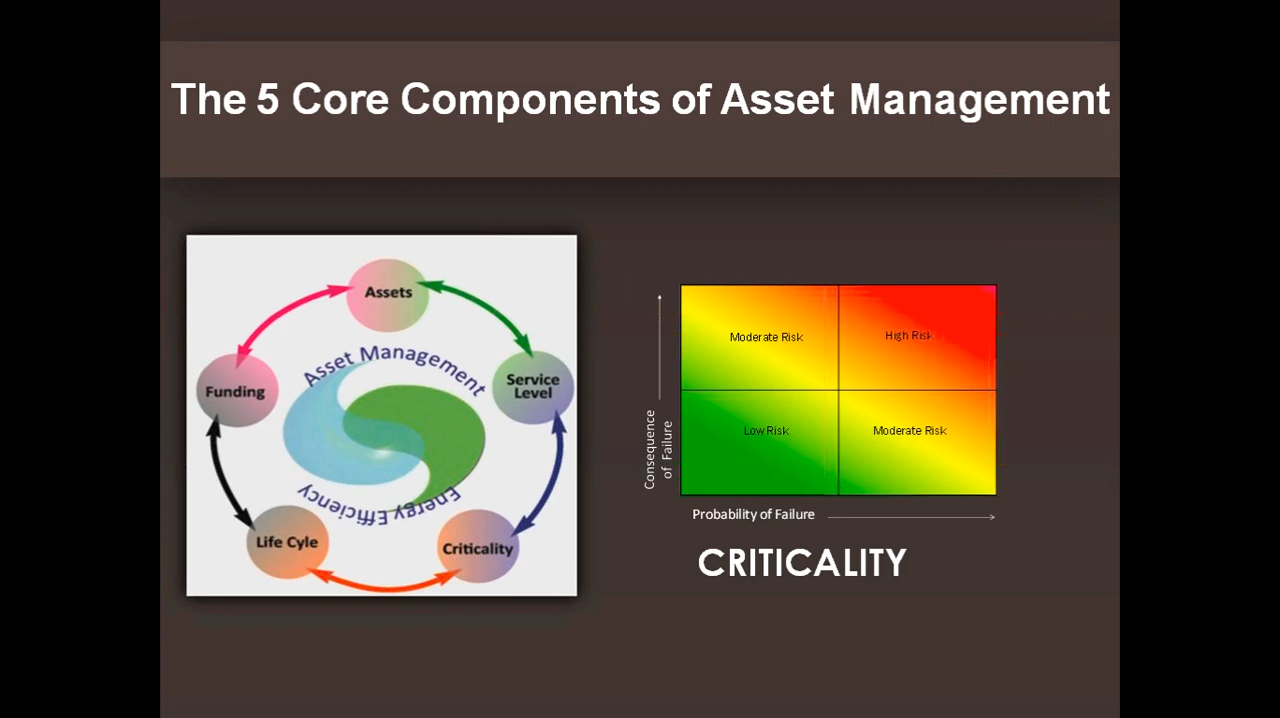 The 5 Core Components of Asset Management
Assets
Asset Management
Funding
Service
Level
Energy Efficiency
Life Cyle
Criticality
Moderate Risk
High Risk
Low Risk
Moderate Risk
Consequence
of Failure
Probability of Failure
CRITICALITY